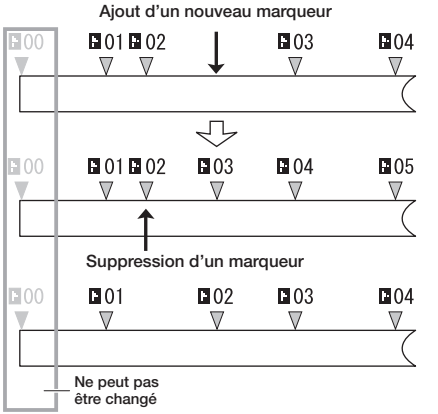 Ajout d'un nouveau marqueur
00 01 02 03 04
00 01 02 03 04 05
Suppression d'un marqueur
00 01 02 03 04
Ne peut pas
être changé